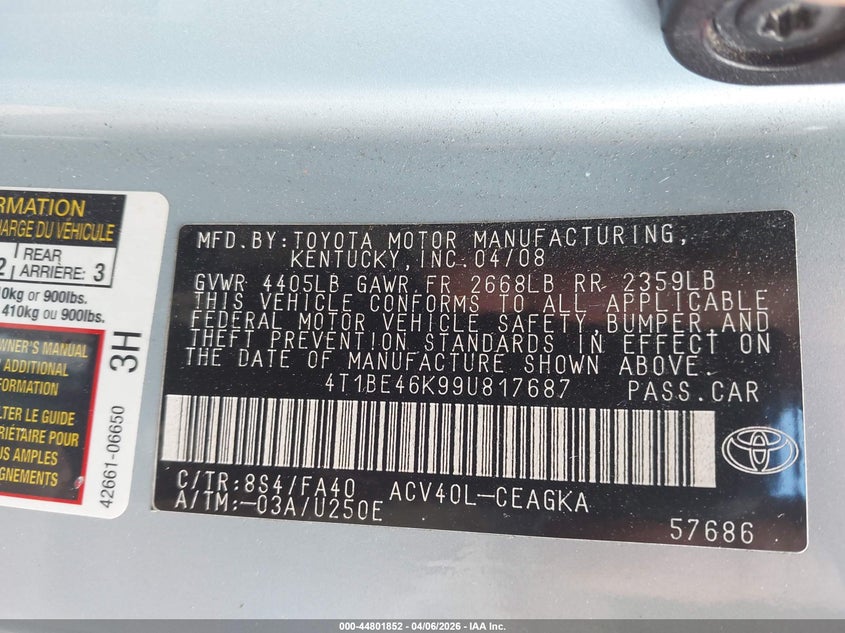 RMATION
CHARGE DU VÉHICULE
2 REAR
ARRIÈRE: 3
0kg or 900lbs.
410kg ou 900lbs.
WNER'S MANUAL
ADDITIONAL
FORMATION
LTER LE GUIDE
PRIÉTAIRE POUR
US AMPLES
GNEMENTS
3H
42661-06650
MFD.BY:TOYOTA MOTOR MANUFACTURING,
KENTUCKY,INC.04/08
GVWR 4405LB GAWR FR 2668LB RR 2359LB
THIS VEHICLE CONFORMS TO ALL APPLICABLE
FEDERAL MOTOR VEHICLE SAFETY,BUMPER,AND
THEFT PREVENTION STANDARDS IN EFFECT ON
THE DATE OF MANUFACTURE SHOWN ABOVE.
4T1BE46K99U817687 PASS.CAR
C/TR:8S4/FA40 ACV40L-CEAGKA
A/TM:-03A/U250E
57686
000-44801852 | 04/06/2026 | IAA Inc.